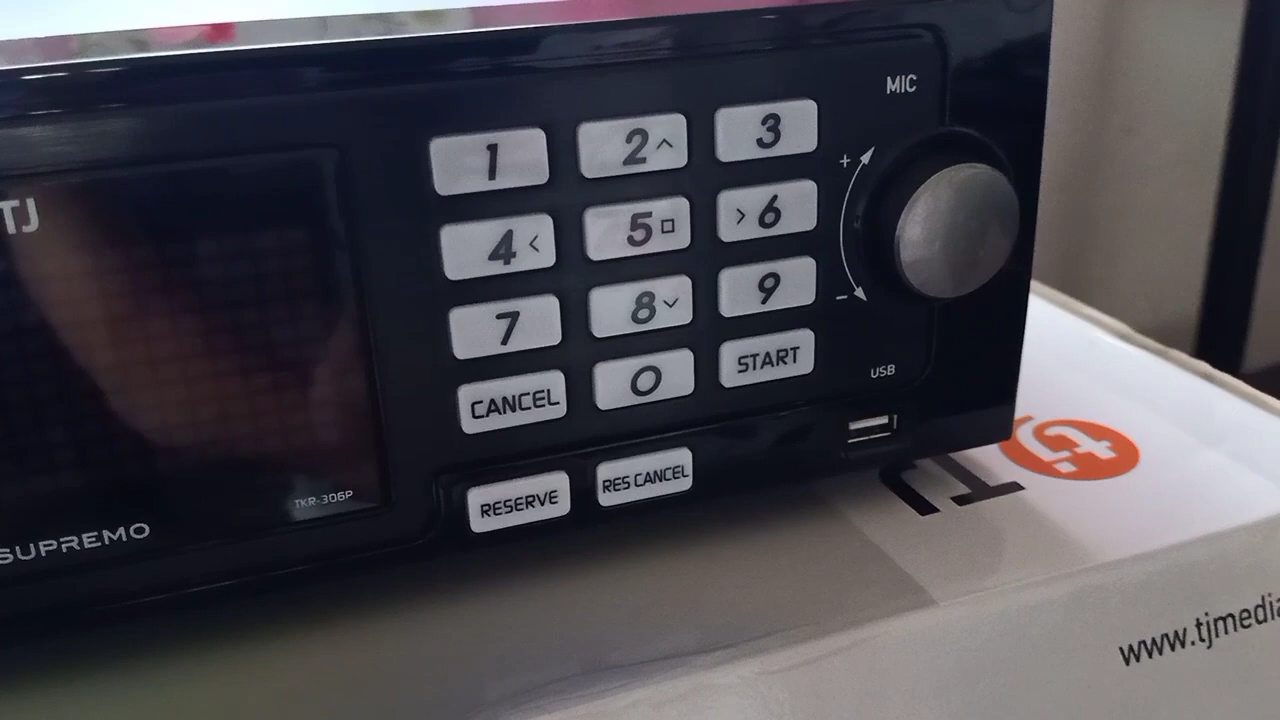 TJ
TKR-306P
SUPREMO
1 2 ^ 3
4 < 5 □ > 6
7 8 ⌵ 9
CANCEL 0 START
RESERVE RES CANCEL
MIC
+
−
USB
TJ
www.tjmedia